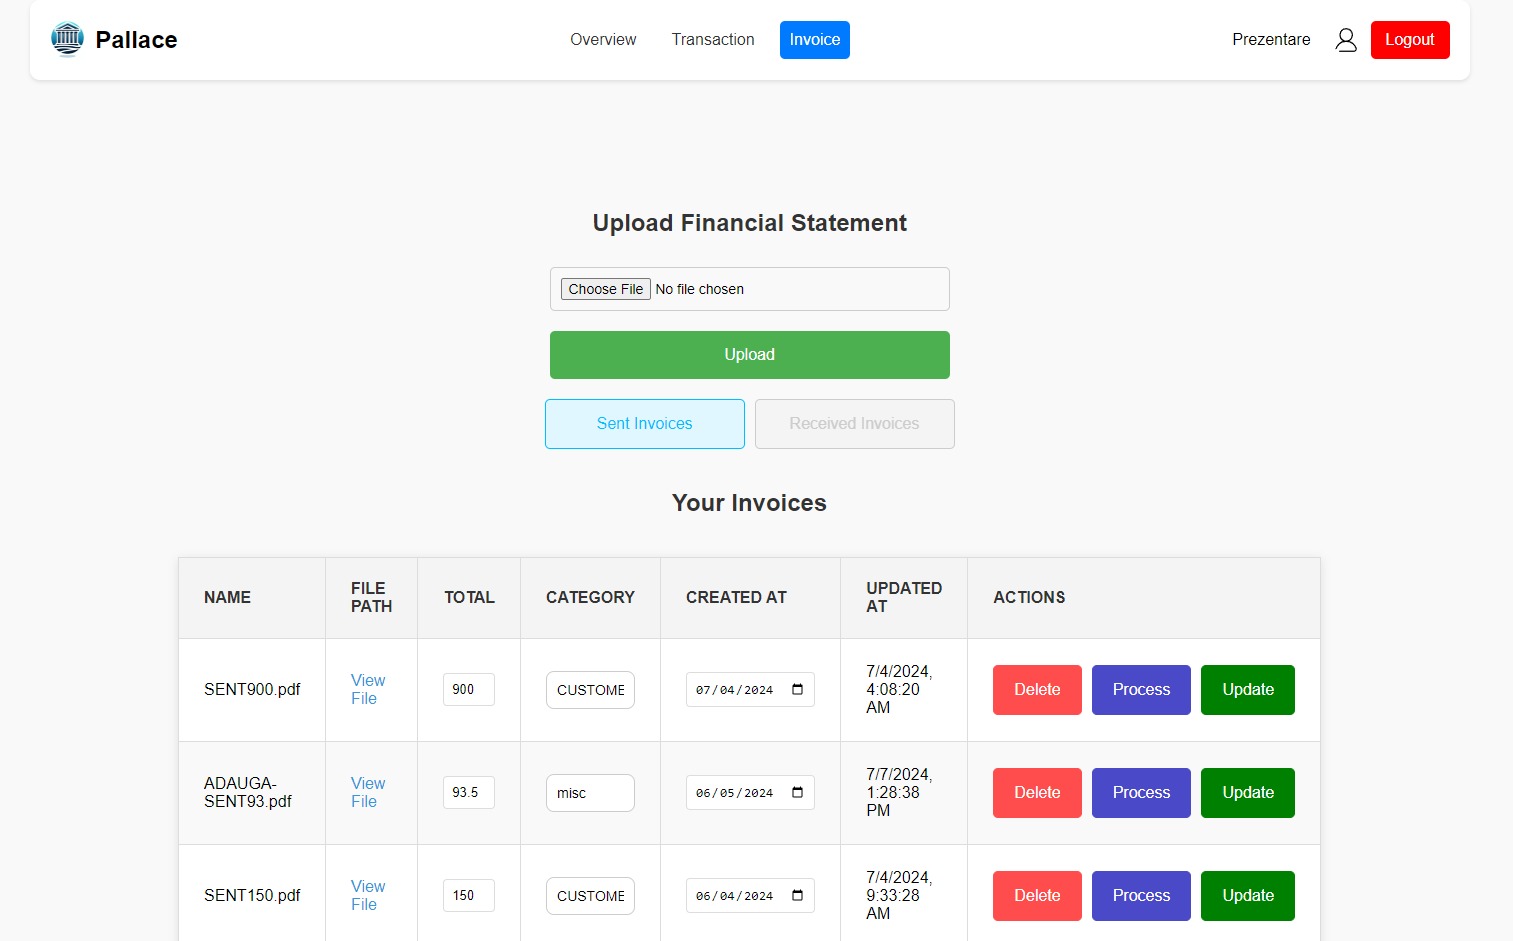 Pallace
Overview Transaction Invoice
Prezentare Logout
Upload Financial Statement
Choose File No file chosen
Upload
Sent Invoices Received Invoices
Your Invoices
NAME FILE PATH TOTAL CATEGORY CREATED AT UPDATED AT ACTIONS
SENT900.pdf View File 900 CUSTOME 07/04/2024 7/4/2024, 4:08:20 AM Delete Process Update
ADAUGA-SENT93.pdf View File 93.5 misc 06/05/2024 7/7/2024, 1:28:38 PM Delete Process Update
SENT150.pdf View File 150 CUSTOME 06/04/2024 7/4/2024, 9:33:28 AM Delete Process Update